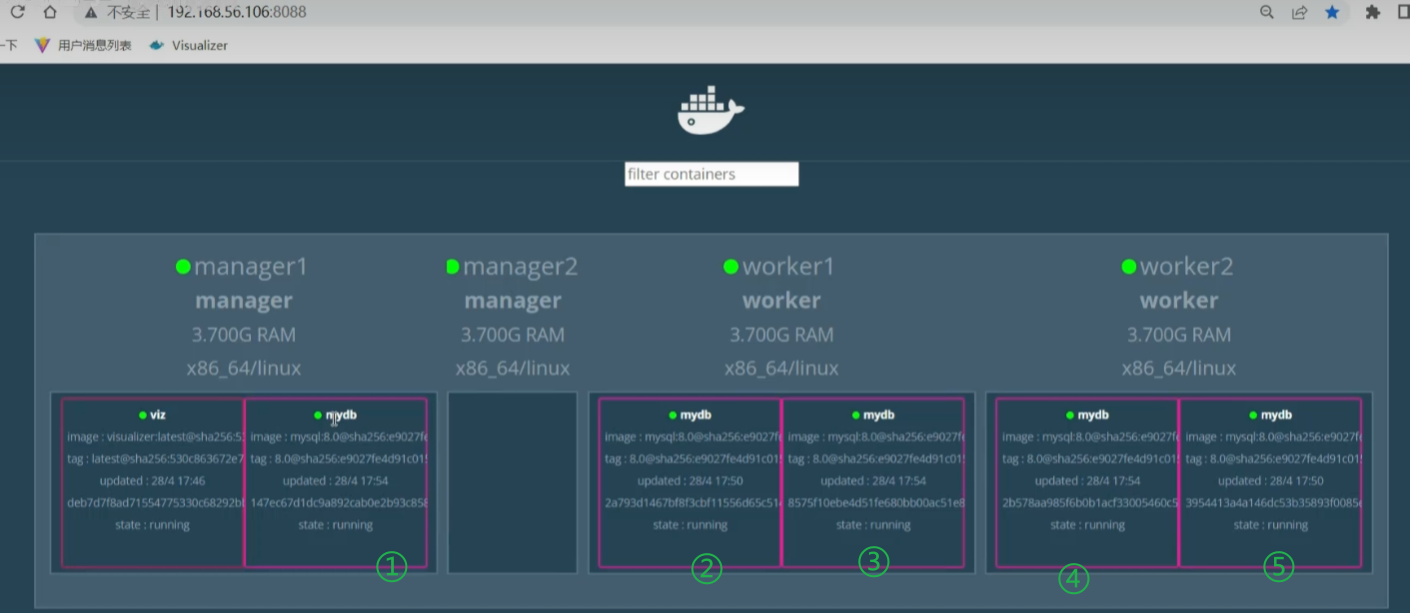 不安全 | 192.168.56.106:8088
一下 用户消息列表 Visualizer
filter containers
manager1
manager
3.700G RAM
x86_64/linux
manager2
manager
3.700G RAM
x86_64/linux
worker1
worker
3.700G RAM
x86_64/linux
worker2
worker
3.700G RAM
x86_64/linux
viz
image : visualizer:latest@sha256:5
tag : latest@sha256:530c863672e7
updated : 28/4 17:46
deb7d7f8ad71554775330c68292b
state : running
mydb
image : mysql:8.0@sha256:e9027f
tag : 8.0@sha256:e9027fe4d91c01
updated : 28/4 17:54
147ec67d1dc9a892cab0e2b93c858
state : running
①
mydb
image : mysql:8.0@sha256:e9027f
tag : 8.0@sha256:e9027fe4d91c01
updated : 28/4 17:50
2a793d1467bf8f3cbf11556d65c51
state : running
②
mydb
image : mysql:8.0@sha256:e9027f
tag : 8.0@sha256:e9027fe4d91c01
updated : 28/4 17:54
8575f10ebe4d51fe680bb00ac51e8
state : running
③
mydb
image : mysql:8.0@sha256:e9027f
tag : 8.0@sha256:e9027fe4d91c01
updated : 28/4 17:54
2b578aa985f6b0b1acf33005460c5
state : running
④
mydb
image : mysql:8.0@sha256:e9027f
tag : 8.0@sha256:e9027fe4d91c01
updated : 28/4 17:50
3954413a4a146dc53b35893f0085
state : running
⑤